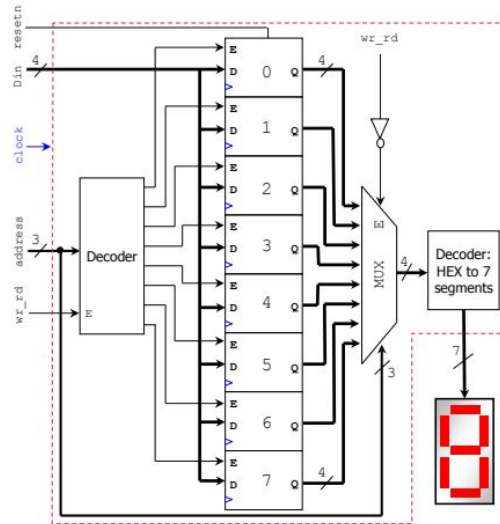 resetn
4
Din
clock
address
3
wr_rd
Decoder
E
E
D
0
Q
4
E
D
1
Q
E
D
2
Q
E
D
3
Q
E
D
4
Q
E
D
5
Q
E
D
6
Q
E
D
7
Q
4
wr_rd
E
MUX
3
4
Decoder:
HEX to 7
segments
7